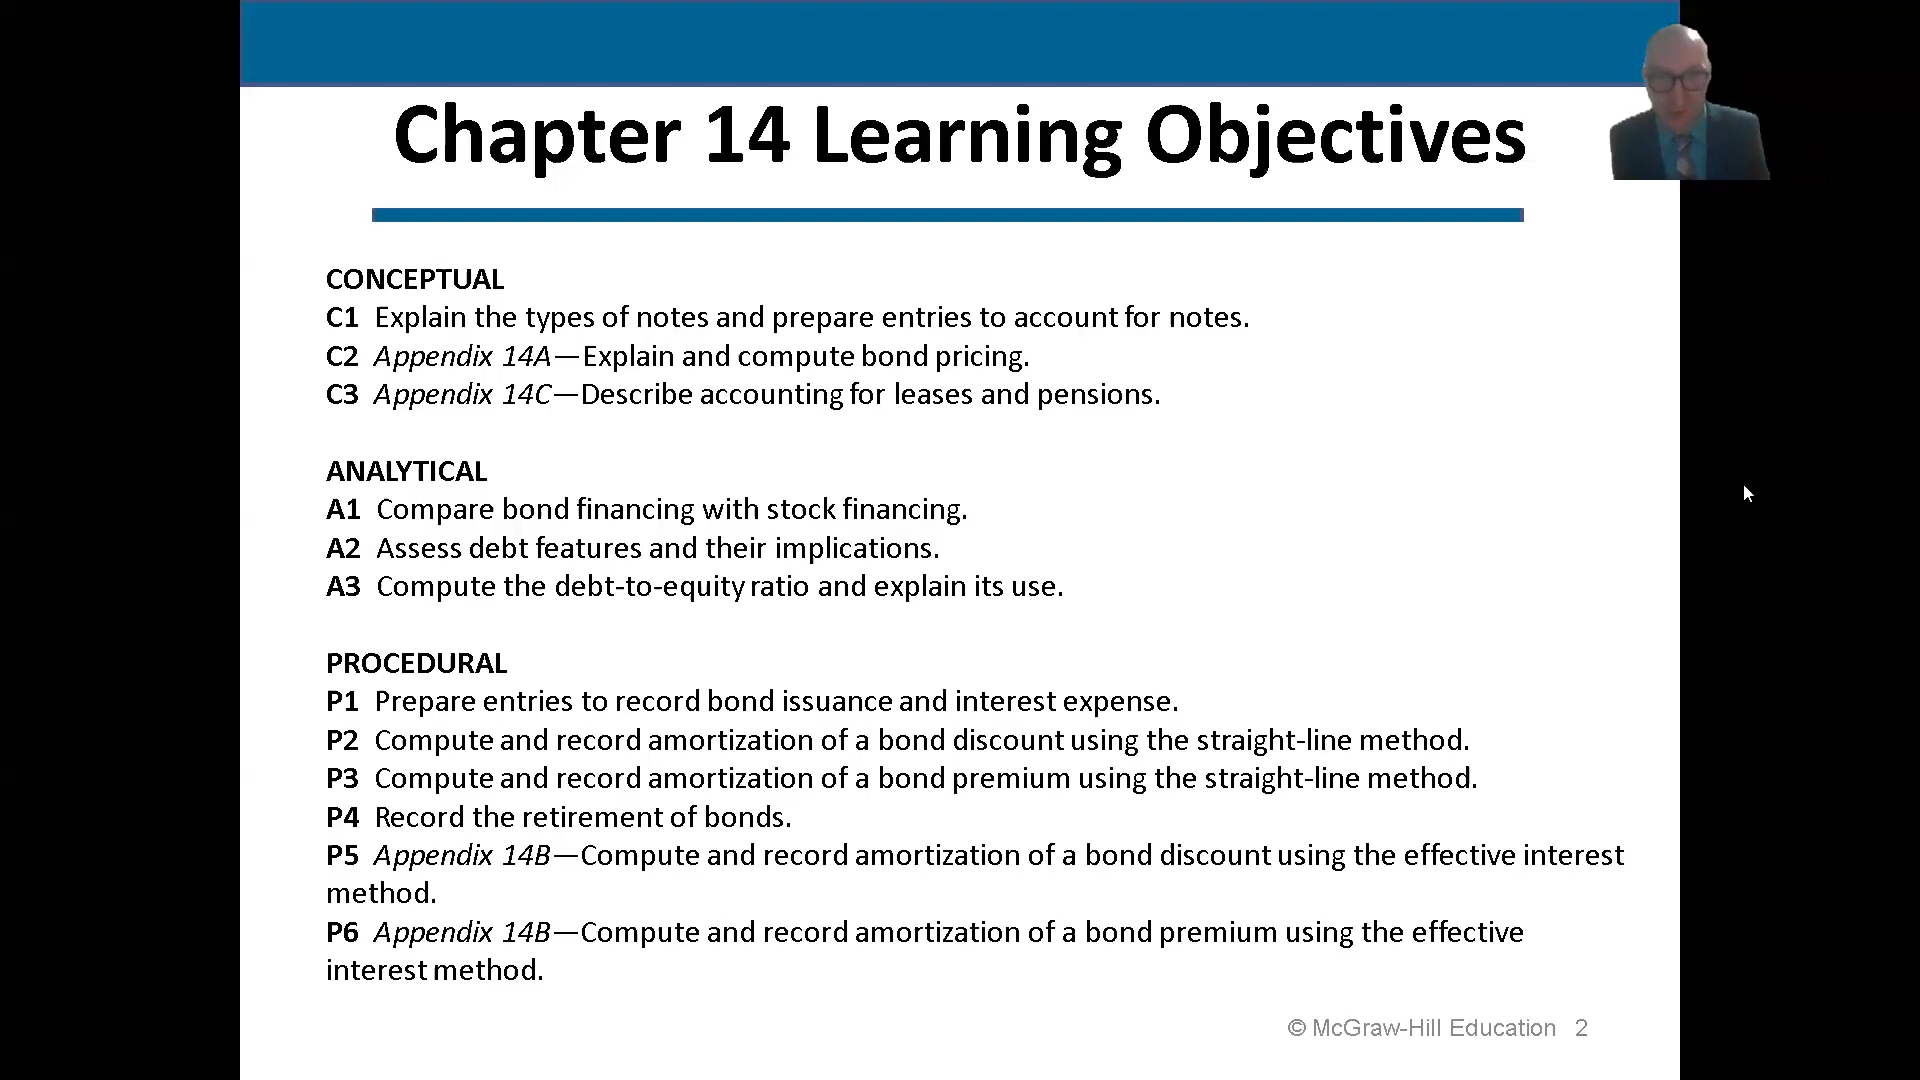 Chapter 14 Learning Objectives
CONCEPTUAL
C1 Explain the types of notes and prepare entries to account for notes.
C2 Appendix 14A—Explain and compute bond pricing.
C3 Appendix 14C—Describe accounting for leases and pensions.
ANALYTICAL
A1 Compare bond financing with stock financing.
A2 Assess debt features and their implications.
A3 Compute the debt-to-equity ratio and explain its use.
PROCEDURAL
P1 Prepare entries to record bond issuance and interest expense.
P2 Compute and record amortization of a bond discount using the straight-line method.
P3 Compute and record amortization of a bond premium using the straight-line method.
P4 Record the retirement of bonds.
P5 Appendix 14B—Compute and record amortization of a bond discount using the effective interest
method.
P6 Appendix 14B—Compute and record amortization of a bond premium using the effective
interest method.
© McGraw-Hill Education 2